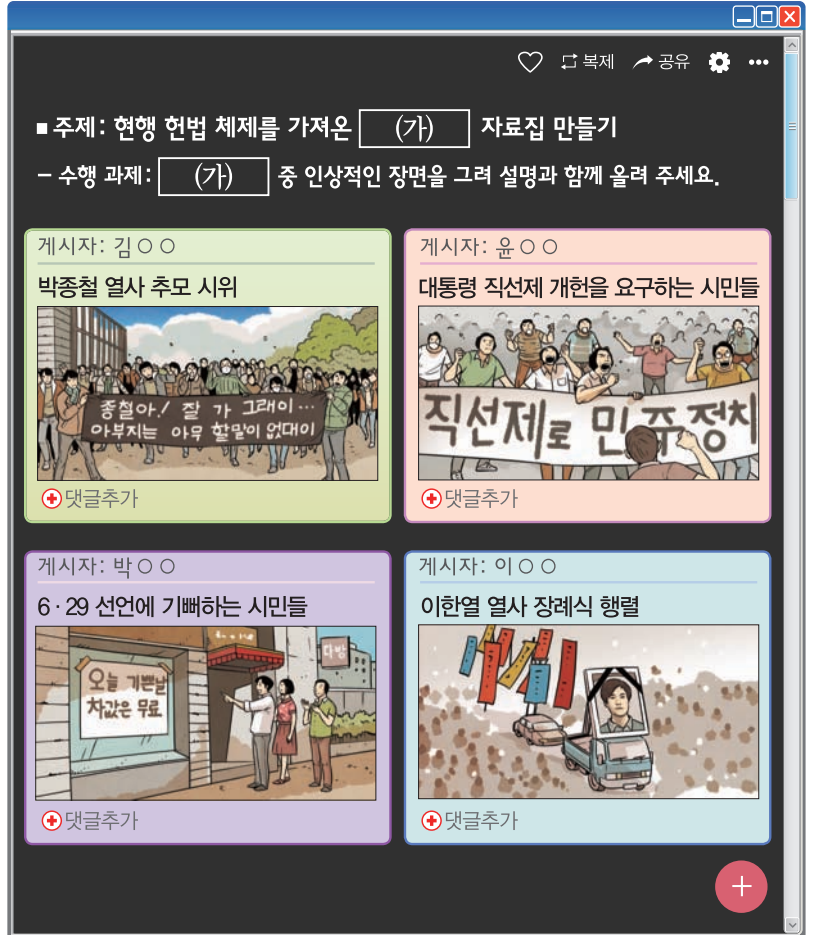 복제 공유
■ 주제: 현행 헌법 체제를 가져온 (가) 자료집 만들기
- 수행 과제: (가) 중 인상적인 장면을 그려 설명과 함께 올려 주세요.
게시자: 김○○
박종철 열사 추모 시위
종철아! 잘 가 그래이…
아부지는 아무 할말이 없대이
댓글추가
게시자: 윤○○
대통령 직선제 개헌을 요구하는 시민들
직선제로 민주정치
댓글추가
게시자: 박○○
6·29 선언에 기뻐하는 시민들
오늘 기쁜날
차값은 무료
다방
댓글추가
게시자: 이○○
이한열 열사 장례식 행렬
댓글추가